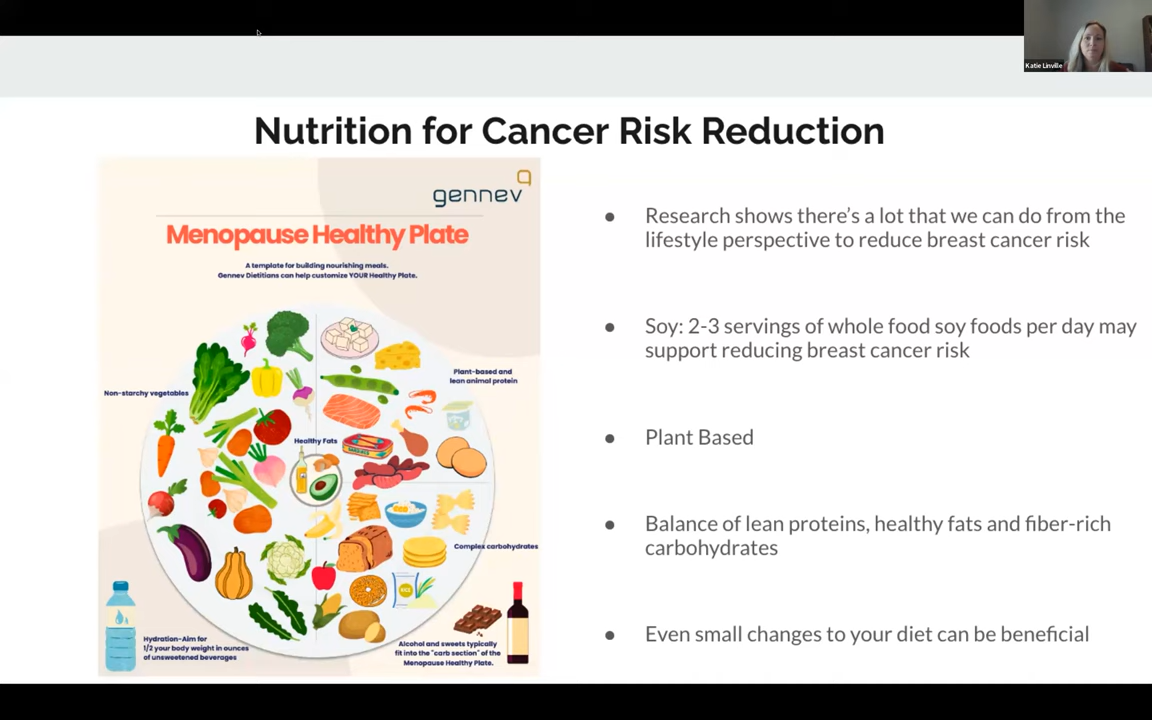 Katie Linville
Nutrition for Cancer Risk Reduction
gennev
Menopause Healthy Plate
A template for building nourishing meals.
Gennev Dietitians can help customize YOUR Healthy Plate.
Non-starchy vegetables
Plant-based and
lean animal protein
Healthy Fats
SARDINES
Complex carbohydrates
RICE
Hydration-Aim for
1/2 your body weight in ounces
of unsweetened beverages
Alcohol and sweets typically
fit into the "carb section" of the
Menopause Healthy Plate.
● Research shows there’s a lot that we can do from the
lifestyle perspective to reduce breast cancer risk
● Soy: 2-3 servings of whole food soy foods per day may
support reducing breast cancer risk
● Plant Based
● Balance of lean proteins, healthy fats and fiber-rich
carbohydrates
● Even small changes to your diet can be beneficial